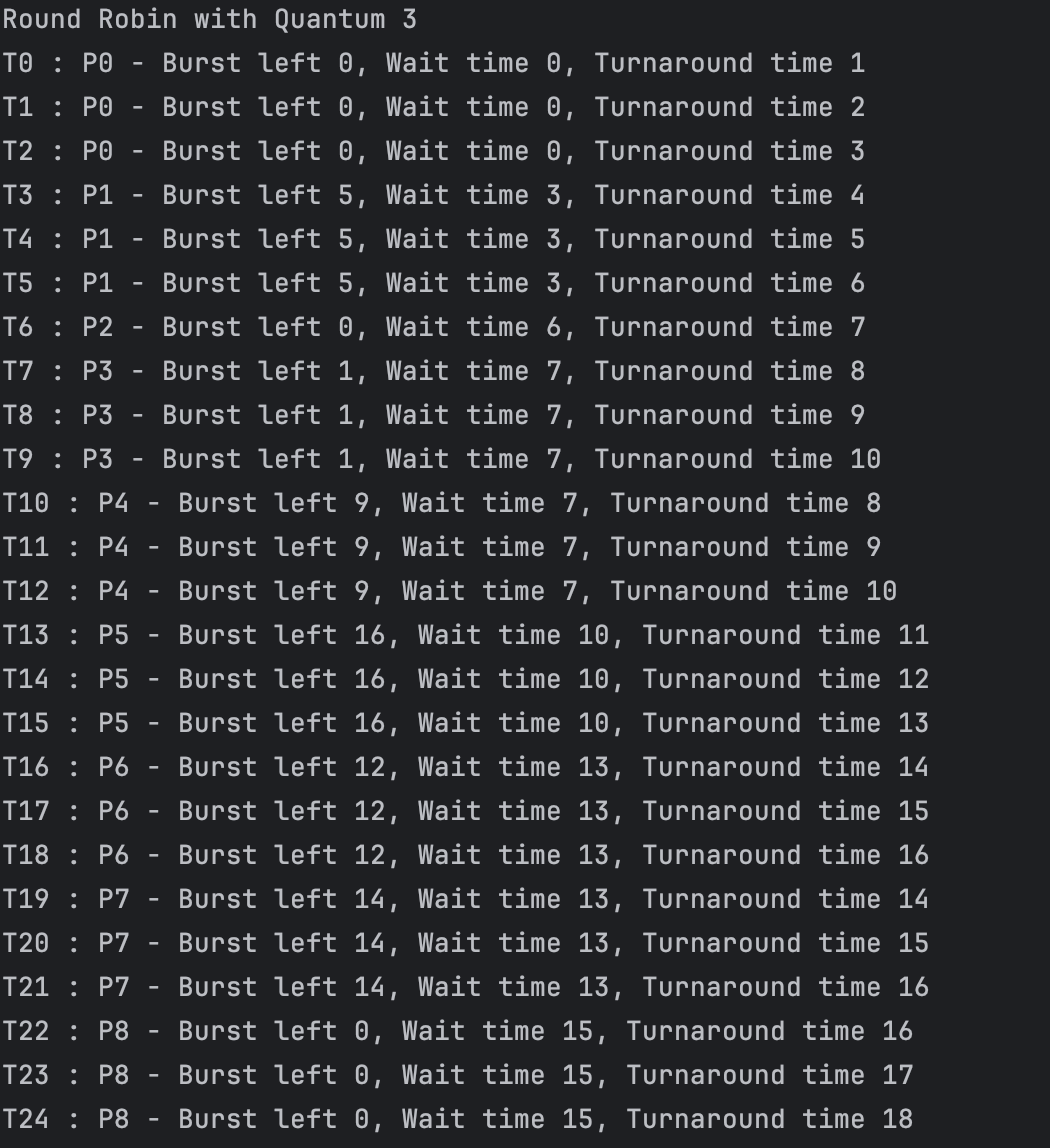 Round Robin with Quantum 3
T0 : P0 - Burst left 0, Wait time 0, Turnaround time 1
T1 : P0 - Burst left 0, Wait time 0, Turnaround time 2
T2 : P0 - Burst left 0, Wait time 0, Turnaround time 3
T3 : P1 - Burst left 5, Wait time 3, Turnaround time 4
T4 : P1 - Burst left 5, Wait time 3, Turnaround time 5
T5 : P1 - Burst left 5, Wait time 3, Turnaround time 6
T6 : P2 - Burst left 0, Wait time 6, Turnaround time 7
T7 : P3 - Burst left 1, Wait time 7, Turnaround time 8
T8 : P3 - Burst left 1, Wait time 7, Turnaround time 9
T9 : P3 - Burst left 1, Wait time 7, Turnaround time 10
T10 : P4 - Burst left 9, Wait time 7, Turnaround time 8
T11 : P4 - Burst left 9, Wait time 7, Turnaround time 9
T12 : P4 - Burst left 9, Wait time 7, Turnaround time 10
T13 : P5 - Burst left 16, Wait time 10, Turnaround time 11
T14 : P5 - Burst left 16, Wait time 10, Turnaround time 12
T15 : P5 - Burst left 16, Wait time 10, Turnaround time 13
T16 : P6 - Burst left 12, Wait time 13, Turnaround time 14
T17 : P6 - Burst left 12, Wait time 13, Turnaround time 15
T18 : P6 - Burst left 12, Wait time 13, Turnaround time 16
T19 : P7 - Burst left 14, Wait time 13, Turnaround time 14
T20 : P7 - Burst left 14, Wait time 13, Turnaround time 15
T21 : P7 - Burst left 14, Wait time 13, Turnaround time 16
T22 : P8 - Burst left 0, Wait time 15, Turnaround time 16
T23 : P8 - Burst left 0, Wait time 15, Turnaround time 17
T24 : P8 - Burst left 0, Wait time 15, Turnaround time 18